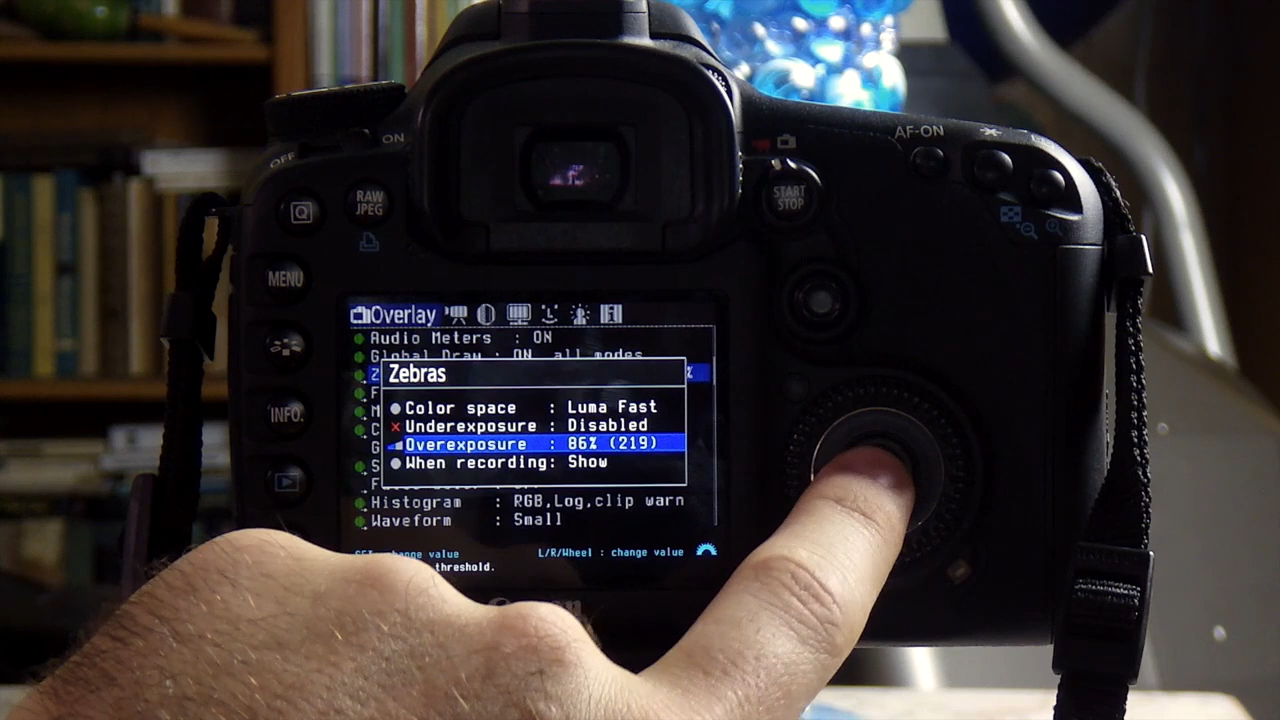 AF-ON
ON
OFF
Q
RAW
JPEG
START
STOP
MENU
INFO.
Overlay
Audio Meters : ON
Global Draw : ON, all modes
Z %
F
Zebras
Color space : Luma Fast
Underexposure : Disabled
Overexposure : 86% (219)
When recording: Show
M
C
G
S
Histogram : RGB,Log,clip warn
Waveform : Small
change value L/R/Wheel : change value
threshold.